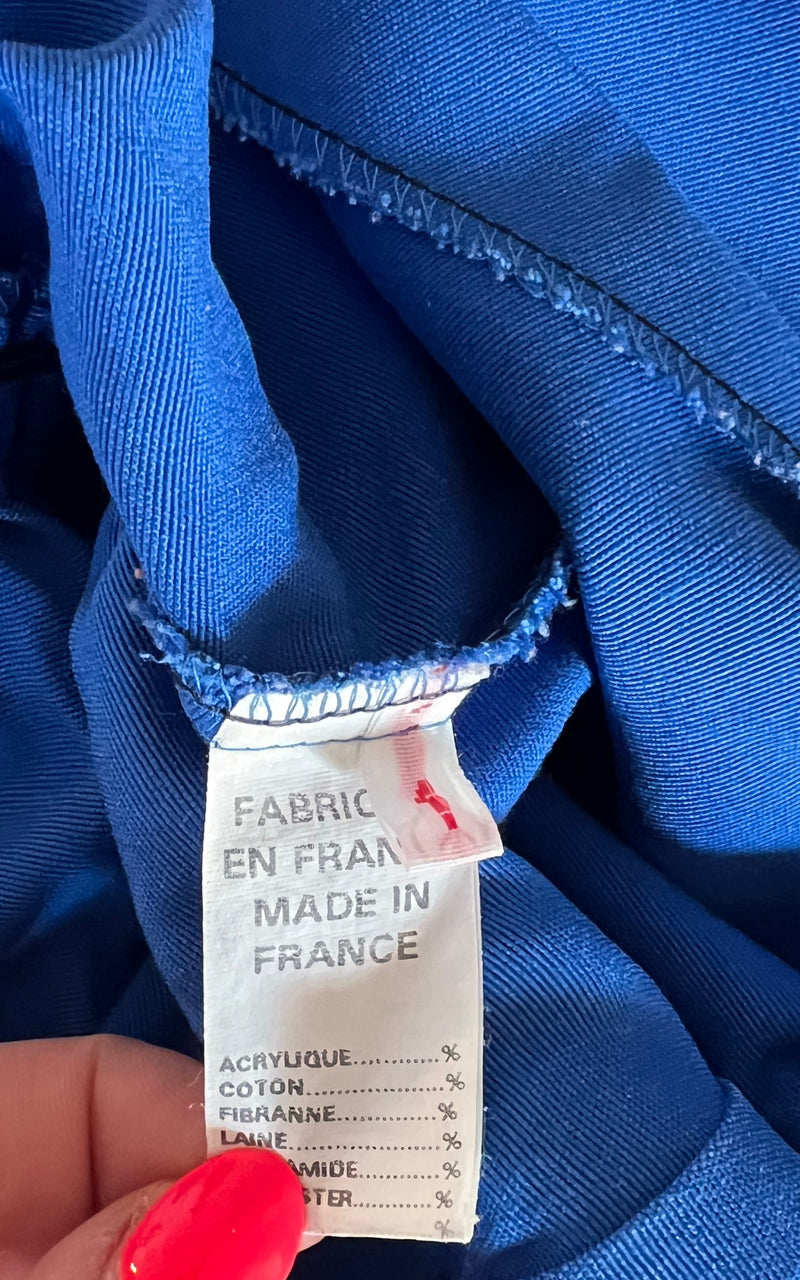 FABRIC
EN FRAN
MADE IN
FRANCE
ACRYLIQUE............%
COTON....................%
FIBRANNE..............%
LAINE......................%
AMIDE..............%
STER...........%
%